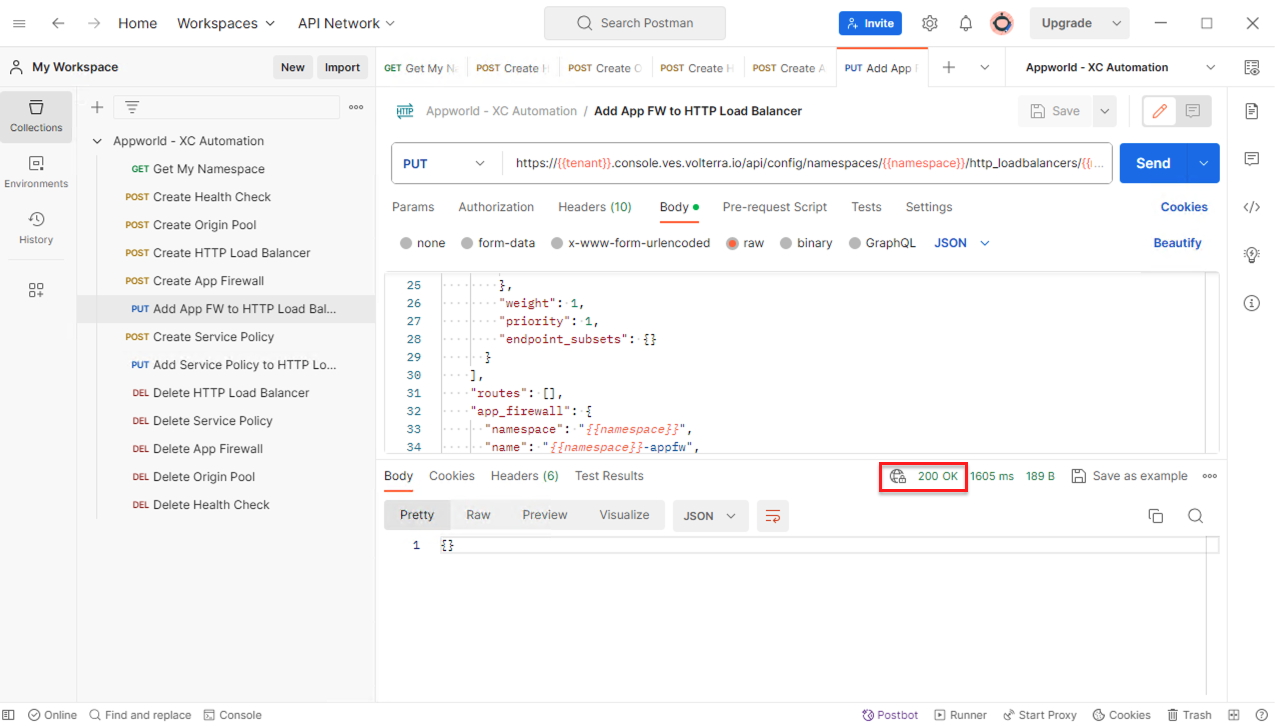 Home Workspaces API Network Search Postman Invite Upgrade
My Workspace New Import GET Get My N POST Create H POST Create O POST Create H POST Create A PUT Add App F Appworld - XC Automation
Collections
Environments
History
Appworld - XC Automation
GET Get My Namespace
POST Create Health Check
POST Create Origin Pool
POST Create HTTP Load Balancer
POST Create App Firewall
PUT Add App FW to HTTP Load Bal...
POST Create Service Policy
PUT Add Service Policy to HTTP Lo...
DEL Delete HTTP Load Balancer
DEL Delete Service Policy
DEL Delete App Firewall
DEL Delete Origin Pool
DEL Delete Health Check
HTTP Appworld - XC Automation / Add App FW to HTTP Load Balancer Save
PUT https://{{tenant}}.console.ves.volterra.io/api/config/namespaces/{{namespace}}/http_loadbalancers/{{... Send
Params Authorization Headers (10) Body Pre-request Script Tests Settings Cookies
none form-data x-www-form-urlencoded raw binary GraphQL JSON Beautify
25 },
26 "weight": 1,
27 "priority": 1,
28 "endpoint_subsets": {}
29 }
30 ],
31 "routes": [],
32 "app_firewall": {
33 "namespace": "{{namespace}}",
34 "name": "{{namespace}}-appfw",
Body Cookies Headers (6) Test Results 200 OK 1605 ms 189 B Save as example
Pretty Raw Preview Visualize JSON
1 {}
Online Find and replace Console Postbot Runner Start Proxy Cookies Trash